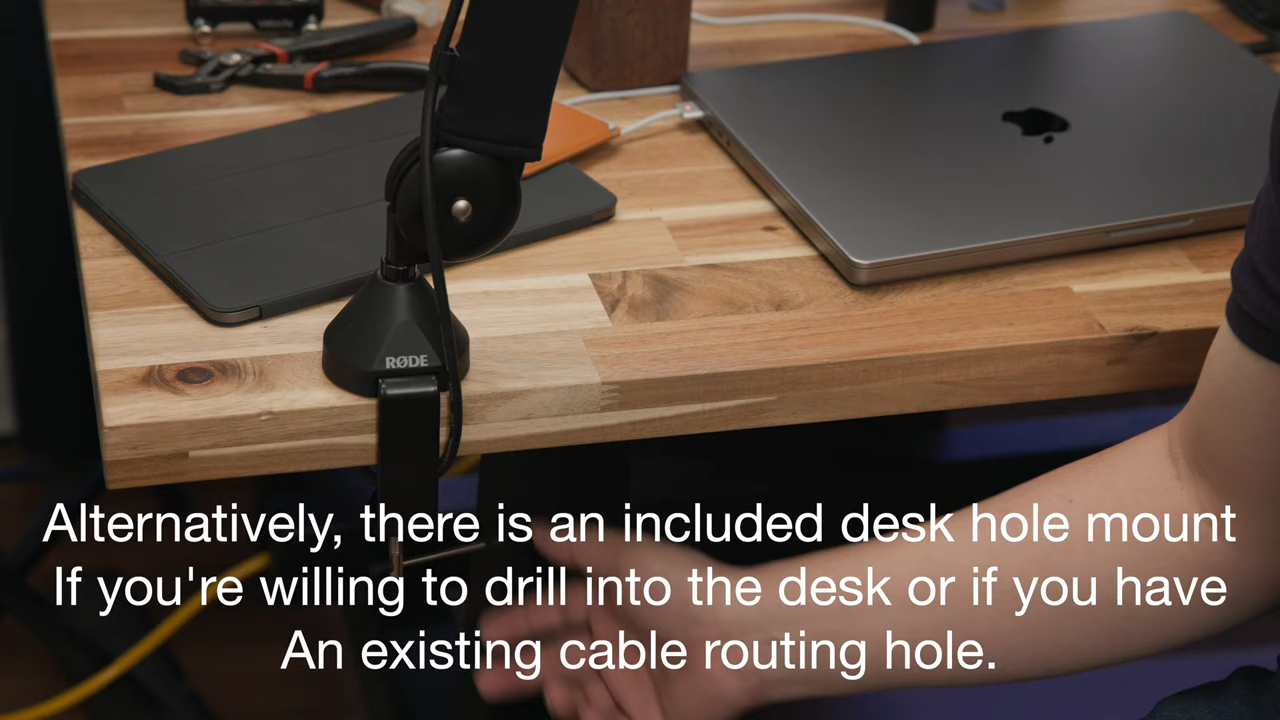 RØDE
Alternatively, there is an included desk hole mount
If you're willing to drill into the desk or if you have
An existing cable routing hole.